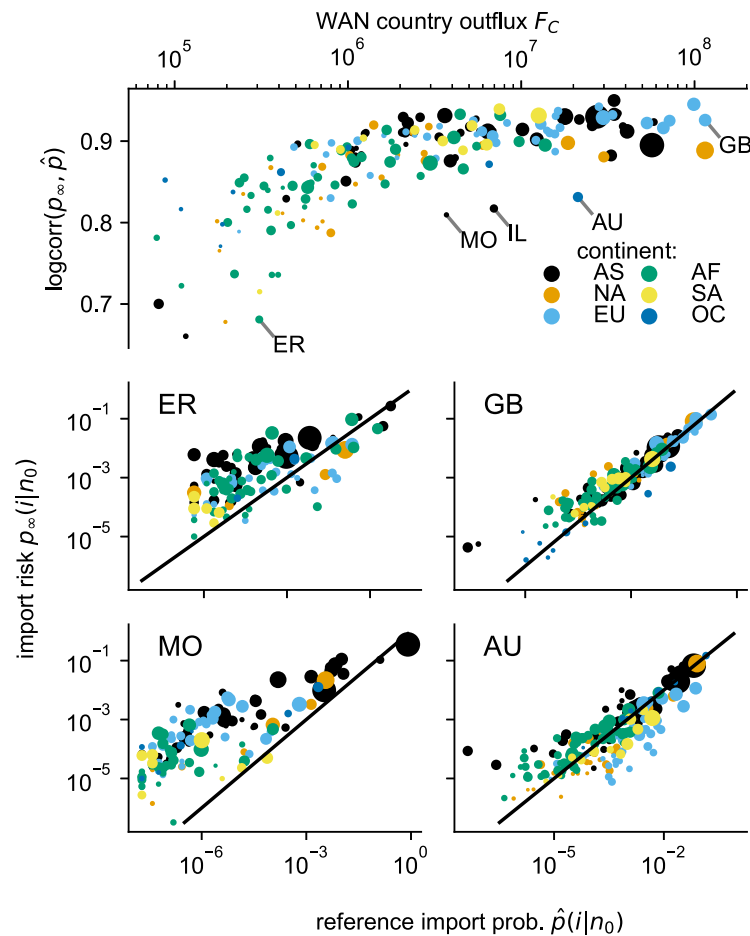 WAN country outflux F_C
10^5 10^6 10^7 10^8
logcorr(p_∞, p̂)
0.9
0.8
0.7
GB
MO IL AU
ER
continent:
AS AF
NA SA
EU OC
import risk p_∞(i|n_0)
ER GB
10^-1 10^-1
10^-3 10^-3
10^-5 10^-5
MO AU
10^-1 10^-1
10^-3 10^-3
10^-5 10^-5
10^-6 10^-3 10^0 10^-5 10^-2
reference import prob. p̂(i|n_0)